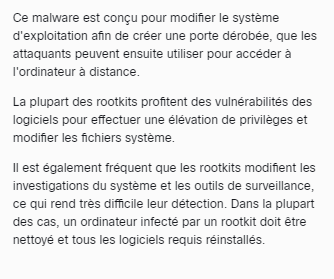 Ce malware est conçu pour modifier le système
d'exploitation afin de créer une porte dérobée, que les
attaquants peuvent ensuite utiliser pour accéder à
l'ordinateur à distance.
La plupart des rootkits profitent des vulnérabilités des
logiciels pour effectuer une élévation de privilèges et
modifier les fichiers système.
Il est également fréquent que les rootkits modifient les
investigations du système et les outils de surveillance,
ce qui rend très difficile leur détection. Dans la plupart
des cas, un ordinateur infecté par un rootkit doit être
nettoyé et tous les logiciels requis réinstallés.